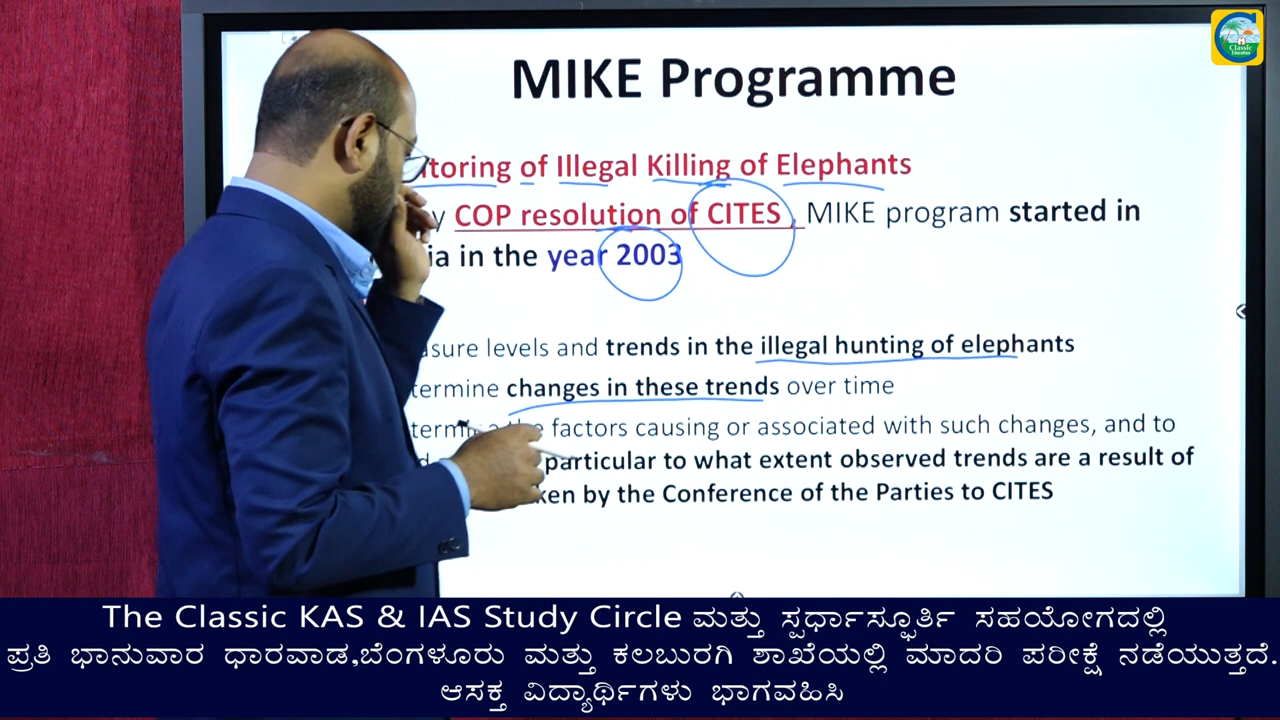 Classic
Education
MIKE Programme
toring of Illegal Killing of Elephants
y COP resolution of CITES , MIKE program started in
ia in the year 2003
sure levels and trends in the illegal hunting of elephants
termine changes in these trends over time
factors causing or associated with such changes, and to
particular to what extent observed trends are a result of
ken by the Conference of the Parties to CITES
The Classic KAS & IAS Study Circle ಮತ್ತು ಸ್ಪರ್ಧಾಸ್ಫೂರ್ತಿ ಸಹಯೋಗದಲ್ಲಿ
ಪ್ರತಿ ಭಾನುವಾರ ಧಾರವಾಡ,ಬೆಂಗಳೂರು ಮತ್ತು ಕಲಬುರಗಿ ಶಾಖೆಯಲ್ಲಿ ಮಾದರಿ ಪರೀಕ್ಷೆ ನಡೆಯುತ್ತದೆ.
ಆಸಕ್ತ ವಿದ್ಯಾರ್ಥಿಗಳು ಭಾಗವಹಿಸಿ